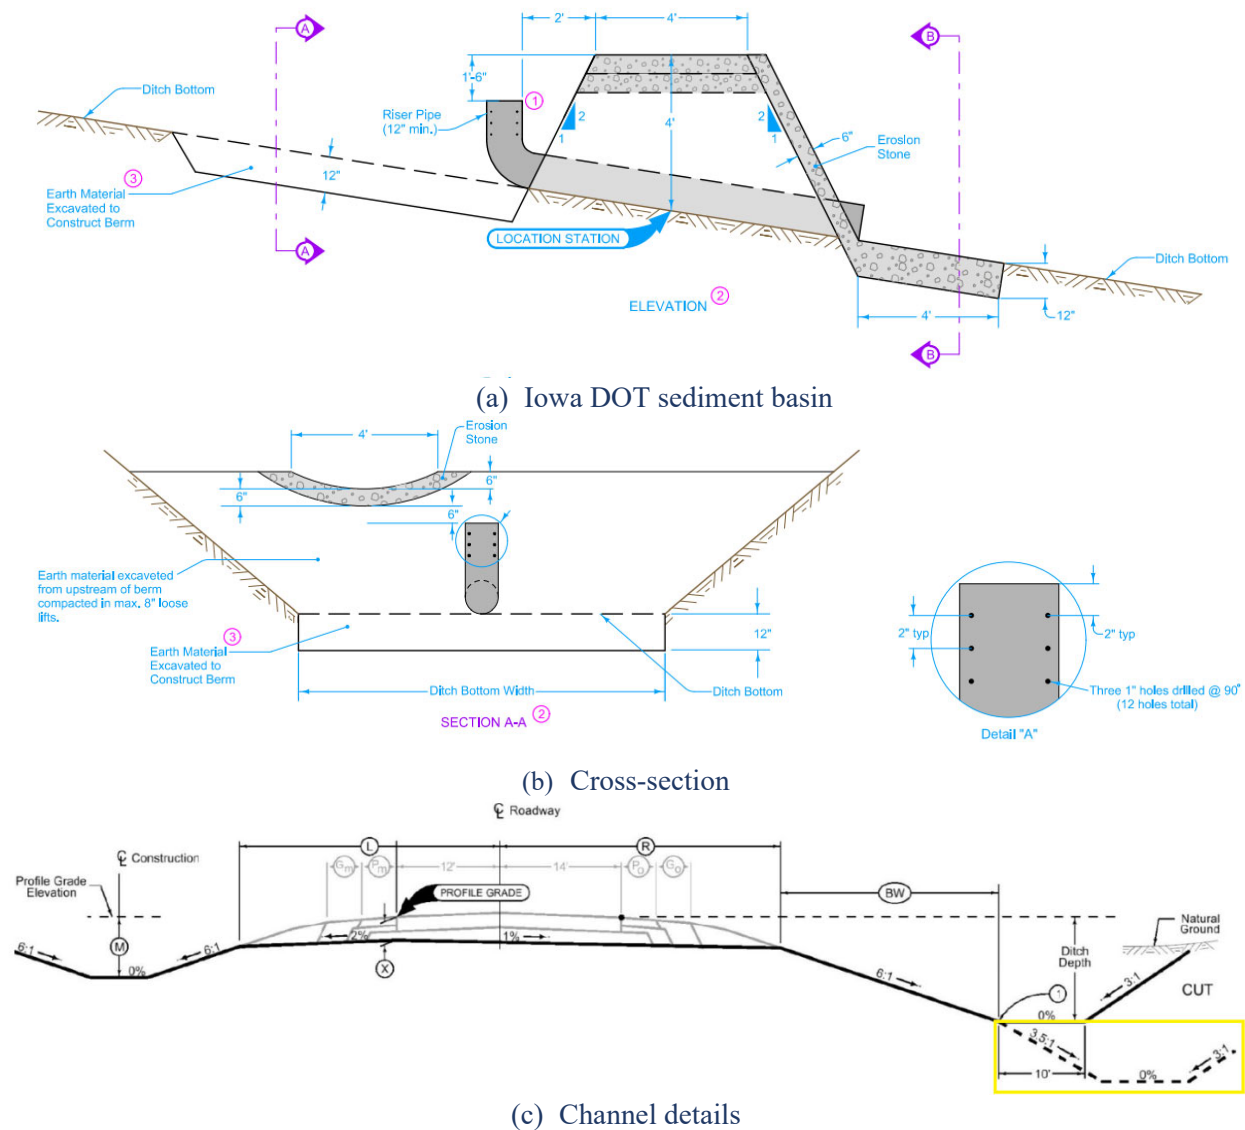 2'
4'
A
B
1'-6"
Ditch Bottom
1
Riser Pipe
(12" min.)
2
1
4'
2
1
6"
Erosion
Stone
12"
3
Earth Material
Excavated to
Construct Berm
A
LOCATION STATION
Ditch Bottom
ELEVATION 2
4'
12"
B
(a) Iowa DOT sediment basin
4'
Erosion
Stone
6"
6"
6"
Earth material excaveted
from upstream of berm
compacted in max. 8" loose
lifts.
3
Earth Material
Excavated to
Construct Berm
12"
Ditch Bottom Width
Ditch Bottom
SECTION A-A 2
2" typ
2" typ
Three 1" holes drilled @ 90°
(12 holes total)
Detail "A"
(b) Cross-section
℄ Roadway
℄ Construction
L
R
Gm
Pm
12'
14'
Po
Go
BW
Profile Grade
Elevation
PROFILE GRADE
Natural
Ground
6:1
M
6:1
0%
2%
1%
X
6:1
Ditch
Depth
1
3:1
CUT
0%
3.5:1
10'
0%
3:1
(c) Channel details